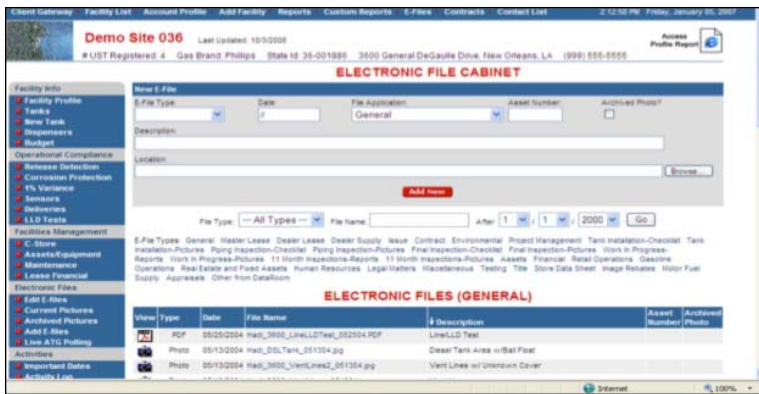 Client Gateway Facility List Account Profile Add Facility Reports Custom Reports E-Files Contracts Contact List 2:12:58 PM Friday, January 05, 2007
Demo Site 036 Last Updated: 10/3/2006
Access Profile Report
# UST Registered: 4 Gas Brand: Phillips State Id: 36-001886 3600 General DeGaulle Drive, New Orleans, LA (999) 555-5555
ELECTRONIC FILE CABINET
Facility Info
Facility Profile
Tanks
New Tank
Dispensers
Budget
Operational Compliance
Release Detection
Corrosion Protection
1% Variance
Sensors
Deliveries
LLD Tests
Facilities Management
C-Store
Assets/Equipment
Maintenance
Lease Financial
Electronic Files
Edit E-files
Current Pictures
Archived Pictures
Add E-files
Live ATG Polling
Activities
Important Dates
Activity Log
New E-File
E-File Type: Date: File Application: Asset Number: Archived Photo?
// General
Description:
Location:
Browse...
Add New
File Type: --- All Types --- File Name: After 1 / 1 / 2000 Go
E-File Types: General Master Lease Dealer Lease Dealer Supply Issue Contract Environmental Project Management Tank Installation-Checklist Tank
Installation-Pictures Piping Inspection-Checklist Piping Inspection-Pictures Final Inspection-Checklist Final Inspection-Pictures Work in Progress-
Reports Work in Progress-Pictures 11 Month Inspections-Reports 11 Month Inspections-Pictures Assets Financial Retail Operations Gasoline
Operations Real Estate and Fixed Assets Human Resources Legal Matters Miscellaneous Testing Title Store Data Sheet Image Rebates Motor Fuel
Supply Appraisals Other from DataRoom
ELECTRONIC FILES (GENERAL)
View Type Date File Name Description Asset Number Archived Photo
PDF 05/25/2004 Hadi_3600_LineLLDTest_052504.PDF Line/LLD Test
Photo 05/13/2004 Hadi_DSLTank_051304.jpg Diesel Tank Area w/Ball Float
Photo 05/13/2004 Hadi_3600_VentLines2_051304.jpg Vent Lines w/ Unknown Cover
Internet 100%